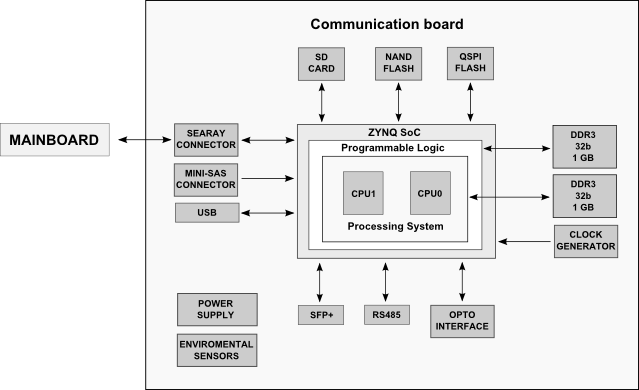 Communication board
SD
CARD
NAND
FLASH
QSPI
FLASH
MAINBOARD
SEARAY
CONNECTOR
MINI-SAS
CONNECTOR
USB
ZYNQ SoC
Programmable Logic
CPU1
CPU0
Processing System
DDR3
32b
1 GB
DDR3
32b
1 GB
CLOCK
GENERATOR
SFP+
RS485
OPTO
INTERFACE
POWER
SUPPLY
ENVIROMENTAL
SENSORS